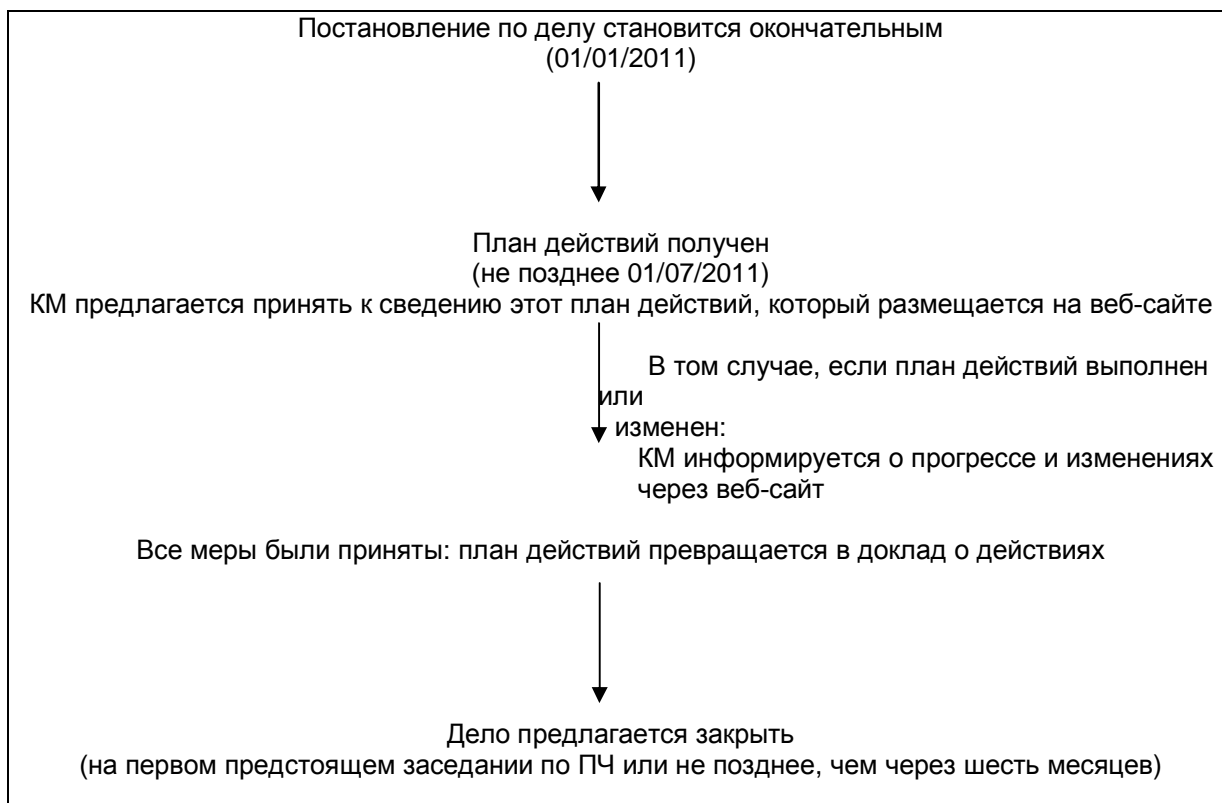 Постановление по делу становится окончательным
(01/01/2011)
План действий получен
(не позднее 01/07/2011)
КМ предлагается принять к сведению этот план действий, который размещается на веб-сайте
В том случае, если план действий выполнен
или
изменен:
КМ информируется о прогрессе и изменениях
через веб-сайт
Все меры были приняты: план действий превращается в доклад о действиях
Дело предлагается закрыть
(на первом предстоящем заседании по ПЧ или не позднее, чем через шесть месяцев)